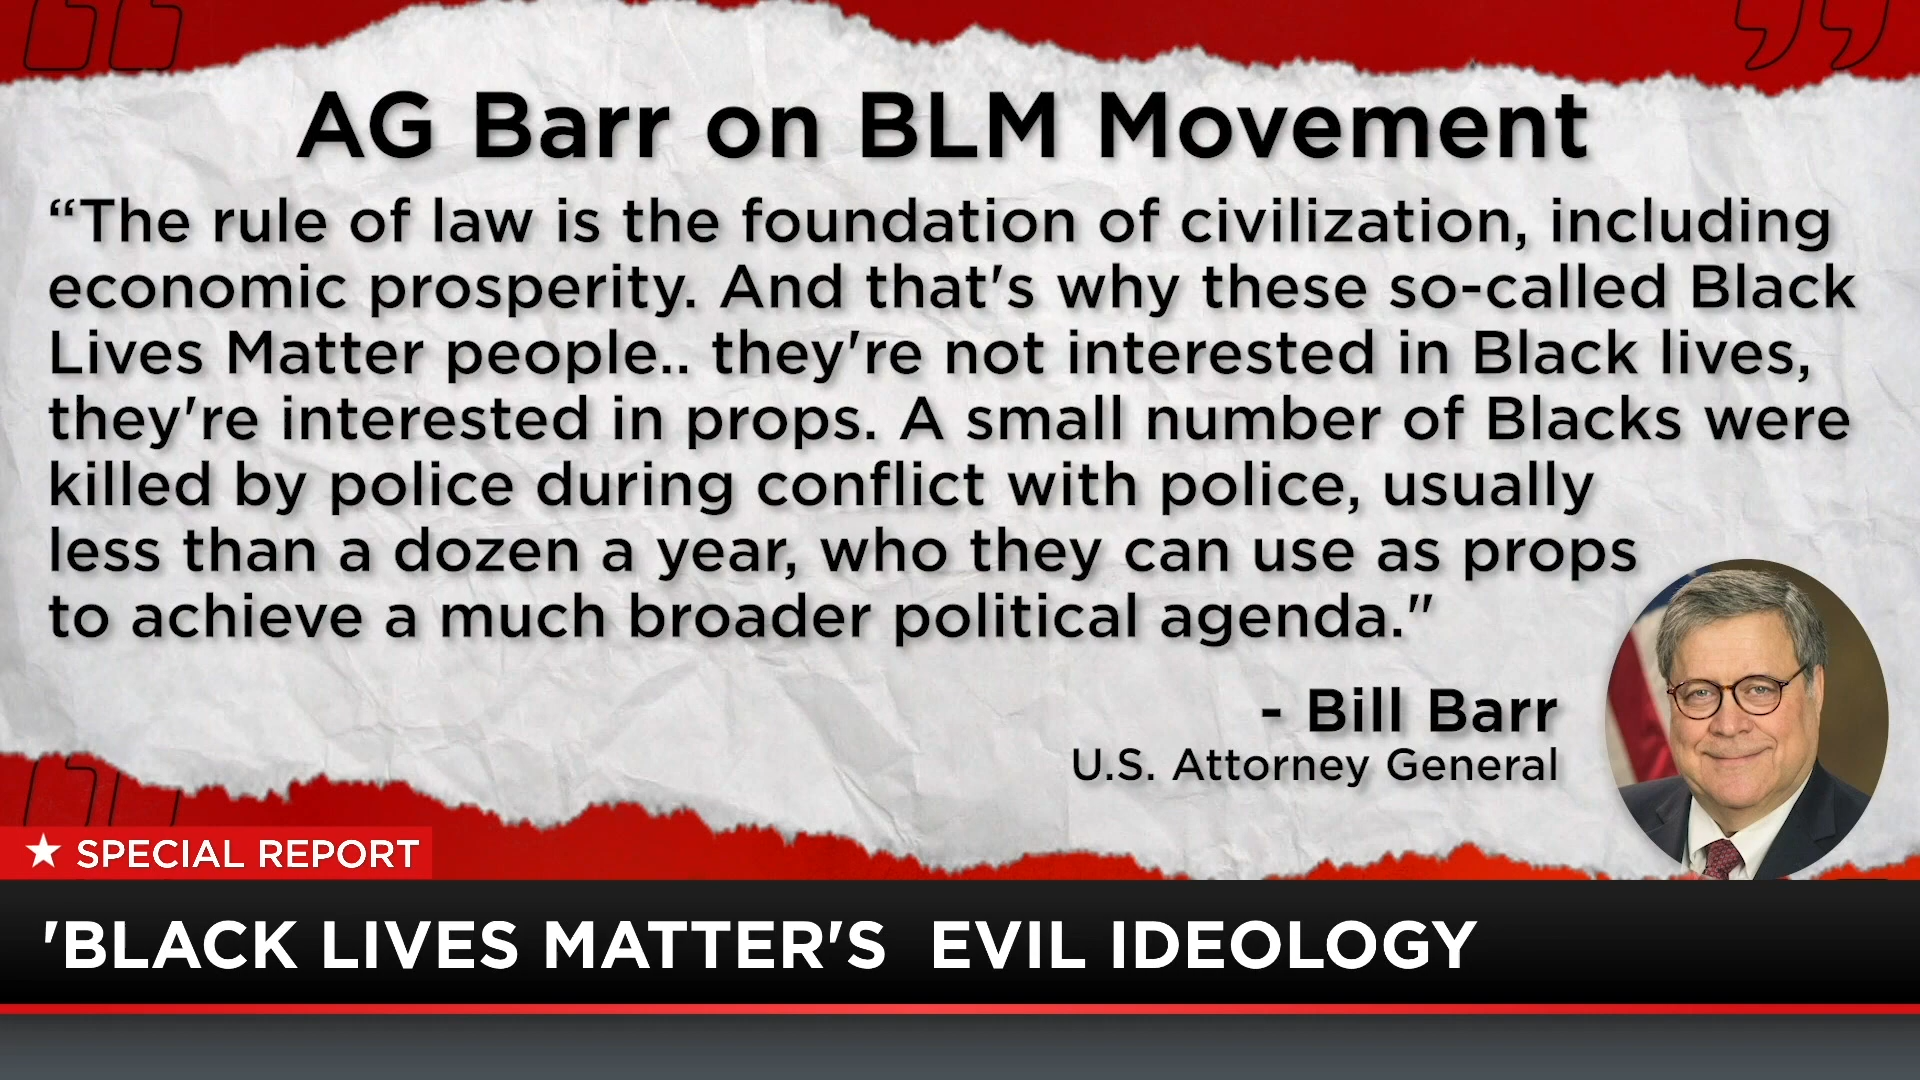 AG Barr on BLM Movement
“The rule of law is the foundation of civilization, including
economic prosperity. And that's why these so-called Black
Lives Matter people.. they're not interested in Black lives,
they're interested in props. A small number of Blacks were
killed by police during conflict with police, usually
less than a dozen a year, who they can use as props
to achieve a much broader political agenda."
- Bill Barr
U.S. Attorney General
★ SPECIAL REPORT
'BLACK LIVES MATTER'S  EVIL IDEOLOGY